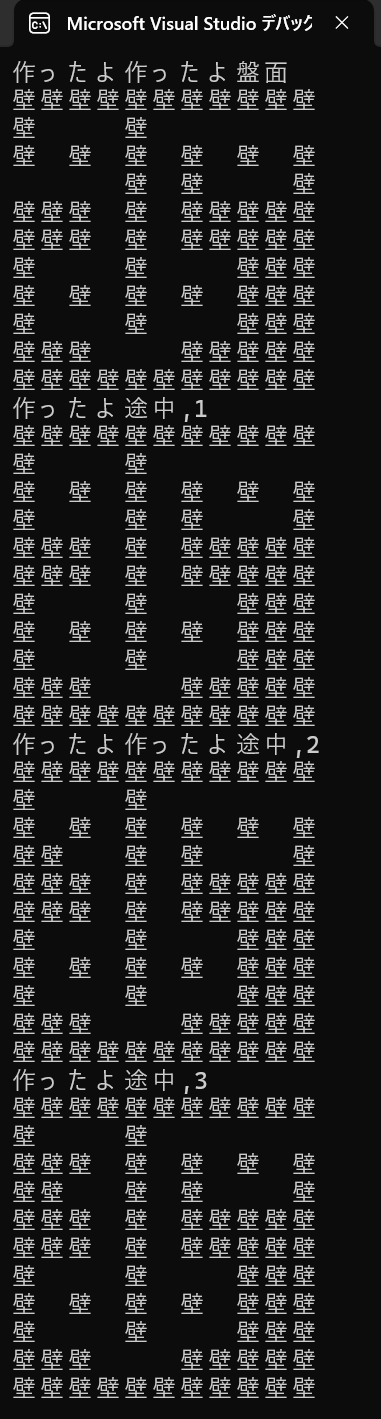 Microsoft Visual Studio デバッグ
作ったよ作ったよ盤面
壁壁壁壁壁壁壁壁壁壁壁
壁　　　壁
壁　壁　壁　壁　壁　壁
　　　　壁　壁　　　壁
壁壁壁　壁　壁壁壁壁壁
壁壁壁　壁　壁壁壁壁壁
壁　　　壁　　　壁壁壁
壁　壁　壁　壁　壁壁壁
壁　　　壁　　　壁壁壁
壁壁壁　　　壁壁壁壁壁
壁壁壁壁壁壁壁壁壁壁壁
作ったよ途中,1
壁壁壁壁壁壁壁壁壁壁壁
壁　　　壁
壁　壁　壁　壁　壁　壁
壁　　　壁　壁　　　壁
壁壁壁　壁　壁壁壁壁壁
壁壁壁　壁　壁壁壁壁壁
壁　　　壁　　　壁壁壁
壁　壁　壁　壁　壁壁壁
壁　　　壁　　　壁壁壁
壁壁壁　　　壁壁壁壁壁
壁壁壁壁壁壁壁壁壁壁壁
作ったよ作ったよ途中,2
壁壁壁壁壁壁壁壁壁壁壁
壁　　　壁
壁　壁　壁　壁　壁　壁
壁壁　　壁　壁　　　壁
壁壁壁　壁　壁壁壁壁壁
壁壁壁　壁　壁壁壁壁壁
壁　　　壁　　　壁壁壁
壁　壁　壁　壁　壁壁壁
壁　　　壁　　　壁壁壁
壁壁壁　　　壁壁壁壁壁
壁壁壁壁壁壁壁壁壁壁壁
作ったよ途中,3
壁壁壁壁壁壁壁壁壁壁壁
壁　　　壁
壁壁壁　壁　壁　壁　壁
壁壁　　壁　壁　　　壁
壁壁壁　壁　壁壁壁壁壁
壁壁壁　壁　壁壁壁壁壁
壁　　　壁　　　壁壁壁
壁　壁　壁　壁　壁壁壁
壁　　　壁　　　壁壁壁
壁壁壁　　　壁壁壁壁壁
壁壁壁壁壁壁壁壁壁壁壁